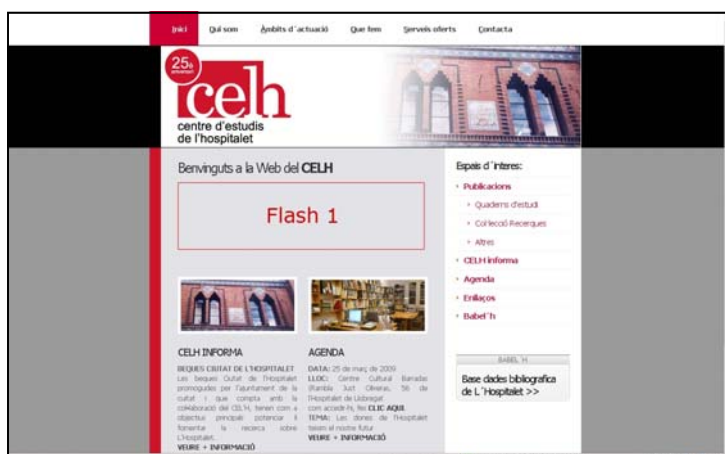 Inici Qui som Àmbits d´actuació Que fem Serveis oferts Contacta
25è
aniversari
celh
centre d'estudis
de l'hospitalet
Benvinguts a la Web del CELH
Flash 1
CELH INFORMA
BEQUES CIUTAT DE L'HOSPITALET
Les beques Ciutat de l'Hospitalet
promogudes per l'ajuntament de la
ciutat i que compta amb la
col·laboració del CEL'H, tenen com a
objectius principals potenciar i
fomentar la recerca sobre
L'Hospitalet.
VEURE + INFORMACIÓ
AGENDA
DATA: 25 de març de 2009
LLOC: Centre Cultural Barradas
(Rambla Just Oliveras, 56 de
l'Hospitalet de Llobregat
com accedir-hi, fes CLIC AQUI.
TEMA: Les dones de l'Hospitalet
teixim el nostre futur
VEURE + INFORMACIÓ
Espais d´interes:
Publicacions
Quaderns d'estudi
Col·lecció Recerques
Altres
CELH informa
Agenda
Enllaços
Babel´h
BABEL´H
Base dades bibliografica
de L´Hospitalet >>